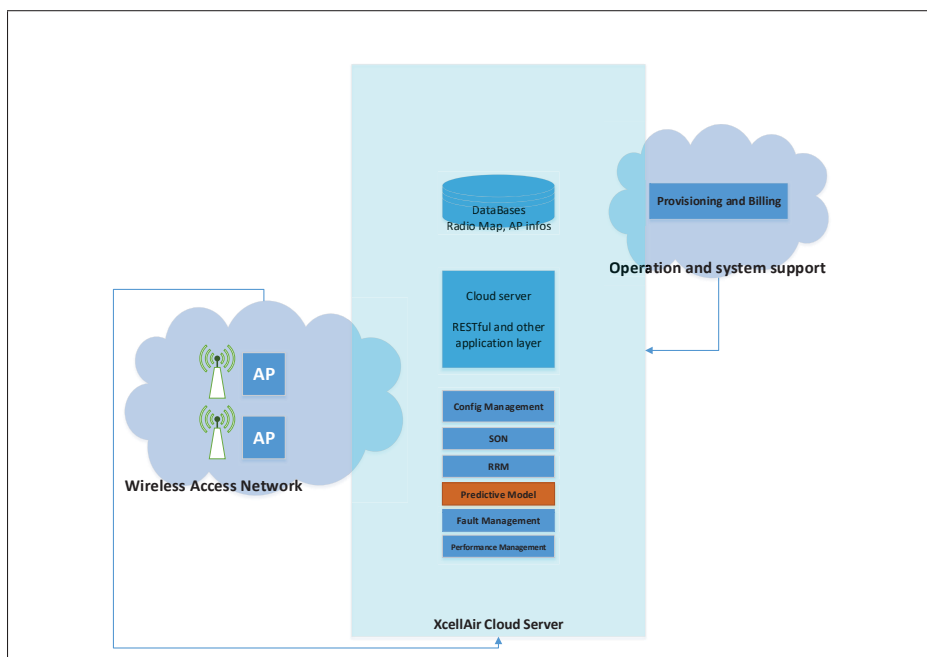 DataBases
Radio Map, AP infos
Provisioning and Billing
Operation and system support
Cloud server
RESTful and other
application layer
AP
AP
Wireless Access Network
Config Management
SON
RRM
Predictive Model
Fault Management
Performance Management
XcellAir Cloud Server